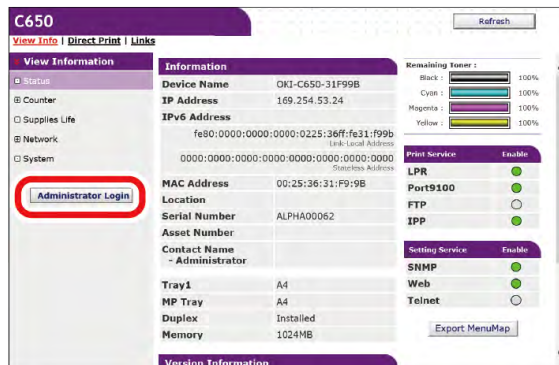 C650
Refresh
View Info | Direct Print | Links
View Information
Status
Counter
Supplies Life
Network
System
Administrator Login
Information
Device Name OKI-C650-31F99B
IP Address 169.254.53.24
IPv6 Address
fe80:0000:0000:0000:0225:36ff:fe31:f99b
Link-Local Address
0000:0000:0000:0000:0000:0000:0000:0000
Stateless Address
MAC Address 00:25:36:31:F9:9B
Location
Serial Number ALPHA00062
Asset Number
Contact Name
- Administrator
Tray1 A4
MP Tray A4
Duplex Installed
Memory 1024MB
Version Information
Remaining Toner :
Black : 100%
Cyan : 100%
Magenta : 100%
Yellow : 100%
Print Service Enable
LPR
Port9100
FTP
IPP
Setting Service Enable
SNMP
Web
Telnet
Export MenuMap